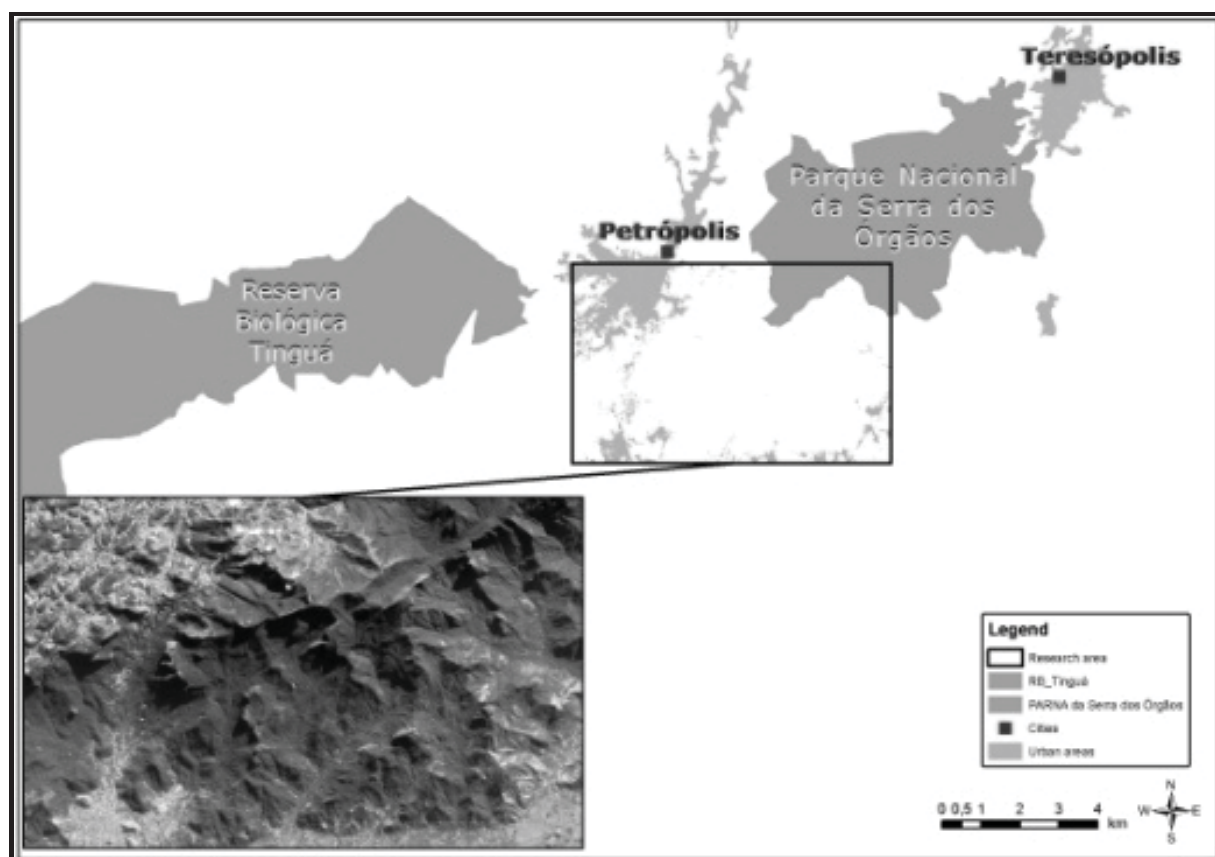 Teresópolis
Parque Nacional
da Serra dos
Órgãos
Petrópolis
Reserva
Biológica
Tinguá
Legend
Research area
RB_Tinguá
PARNA da Serra dos Órgãos
Cities
Urban areas
0 0,5 1 2 3 4
km
N
W E
S